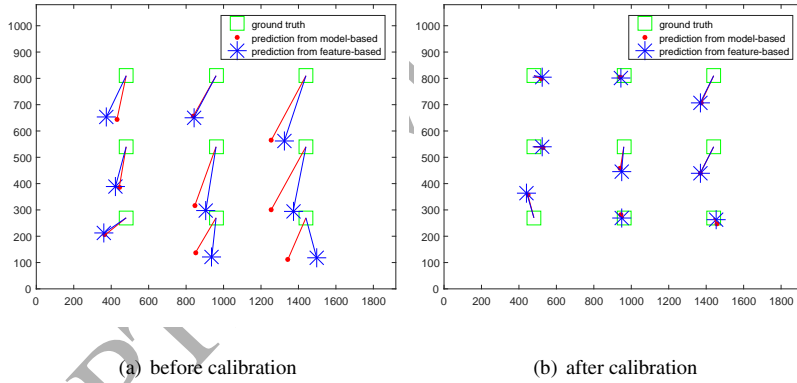 1000
900
800
700
600
500
400
300
200
100
0
0 200 400 600 800 1000 1200 1400 1600 1800
ground truth
prediction from model-based
prediction from feature-based
(a) before calibration
1000
900
800
700
600
500
400
300
200
100
0
0 200 400 600 800 1000 1200 1400 1600 1800
ground truth
prediction from model-based
prediction from feature-based
(b) after calibration
PT